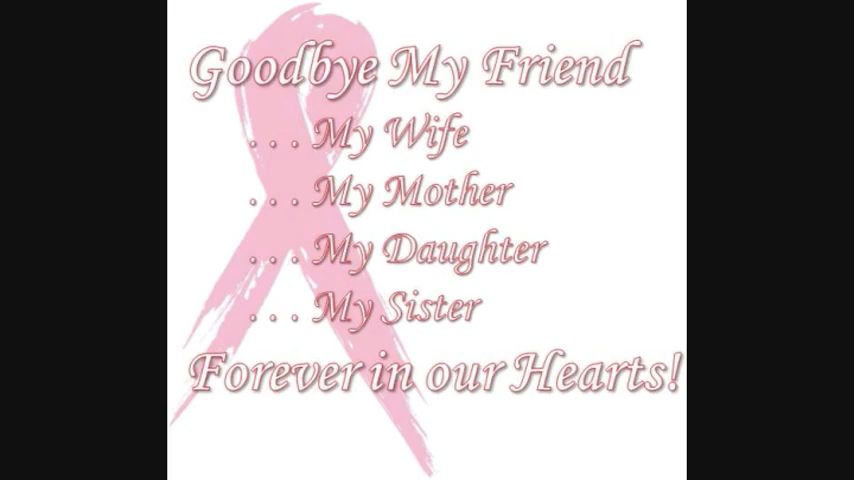 Goodbye My Friend
. . . My Wife
. . . My Mother
. . . My Daughter
. . . My Sister
Forever in our Hearts!